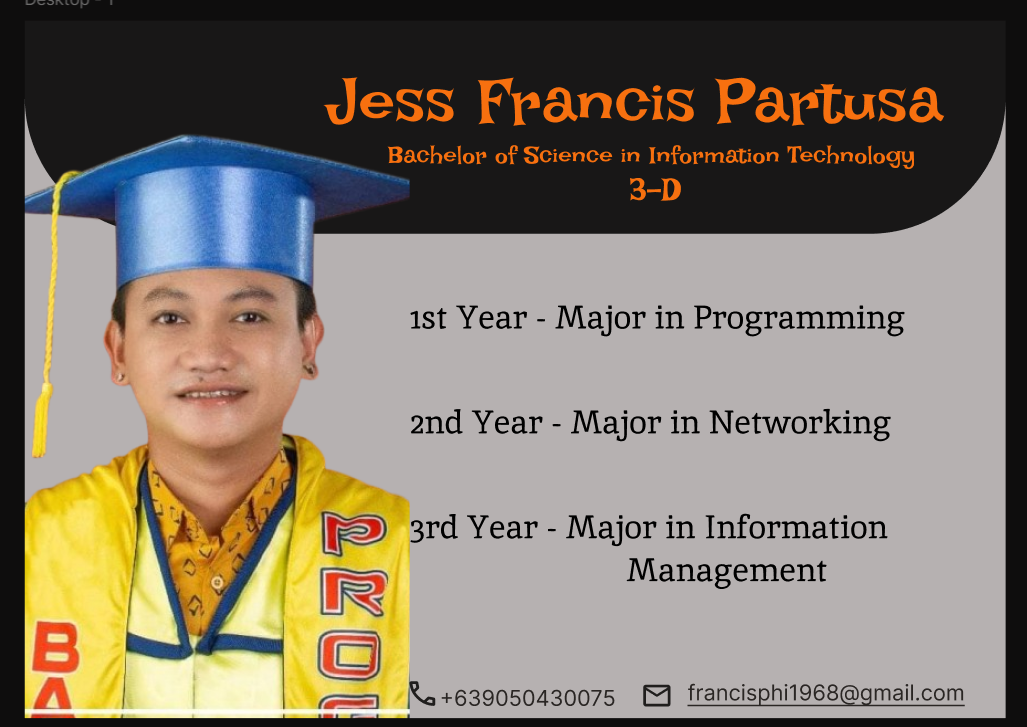 Desktop - 1
Jess Francis Partusa
Bachelor of Science in Information Technology
3-D
1st Year - Major in Programming
2nd Year - Major in Networking
3rd Year - Major in Information
Management
BA
PROF
+639050430075
francisphi1968@gmail.com